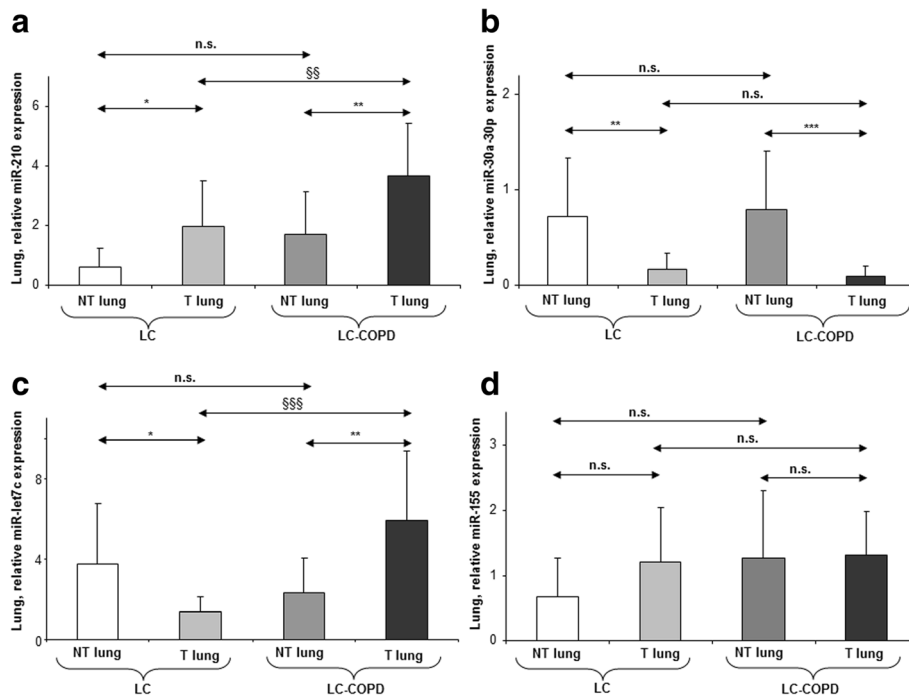 a
n.s.
§§
*
**
Lung, relative miR-210 expression
6
4
2
0
NT lung
T lung
NT lung
T lung
LC
LC-COPD
b
n.s.
n.s.
**
***
Lung, relative miR-30a-30p expression
2
1
0
NT lung
T lung
NT lung
T lung
LC
LC-COPD
c
n.s.
§§§
*
**
Lung, relative miR-let7c expression
8
4
0
NT lung
T lung
NT lung
T lung
LC
LC-COPD
d
n.s.
n.s.
n.s.
n.s.
Lung, relative miR-155 expression
3
2
1
0
NT lung
T lung
NT lung
T lung
LC
LC-COPD